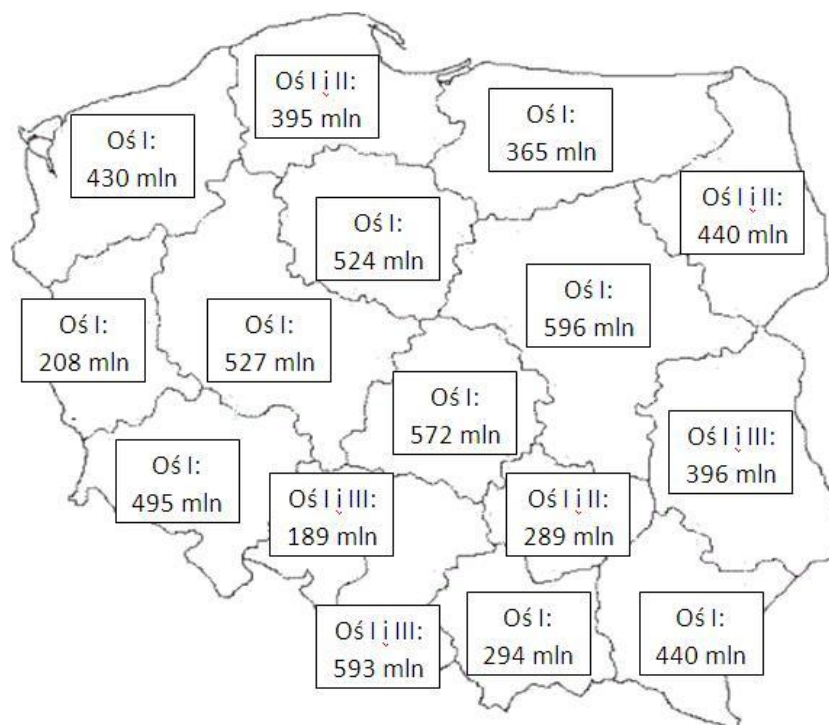 Oś I i II:
395 mln
Oś I:
430 mln
Oś I:
365 mln
Oś I i II:
440 mln
Oś I:
524 mln
Oś I:
596 mln
Oś I:
208 mln
Oś I:
527 mln
Oś I:
572 mln
Oś I i III:
396 mln
Oś I:
495 mln
Oś I i III:
189 mln
Oś I i II:
289 mln
Oś I i III:
593 mln
Oś I:
294 mln
Oś I:
440 mln